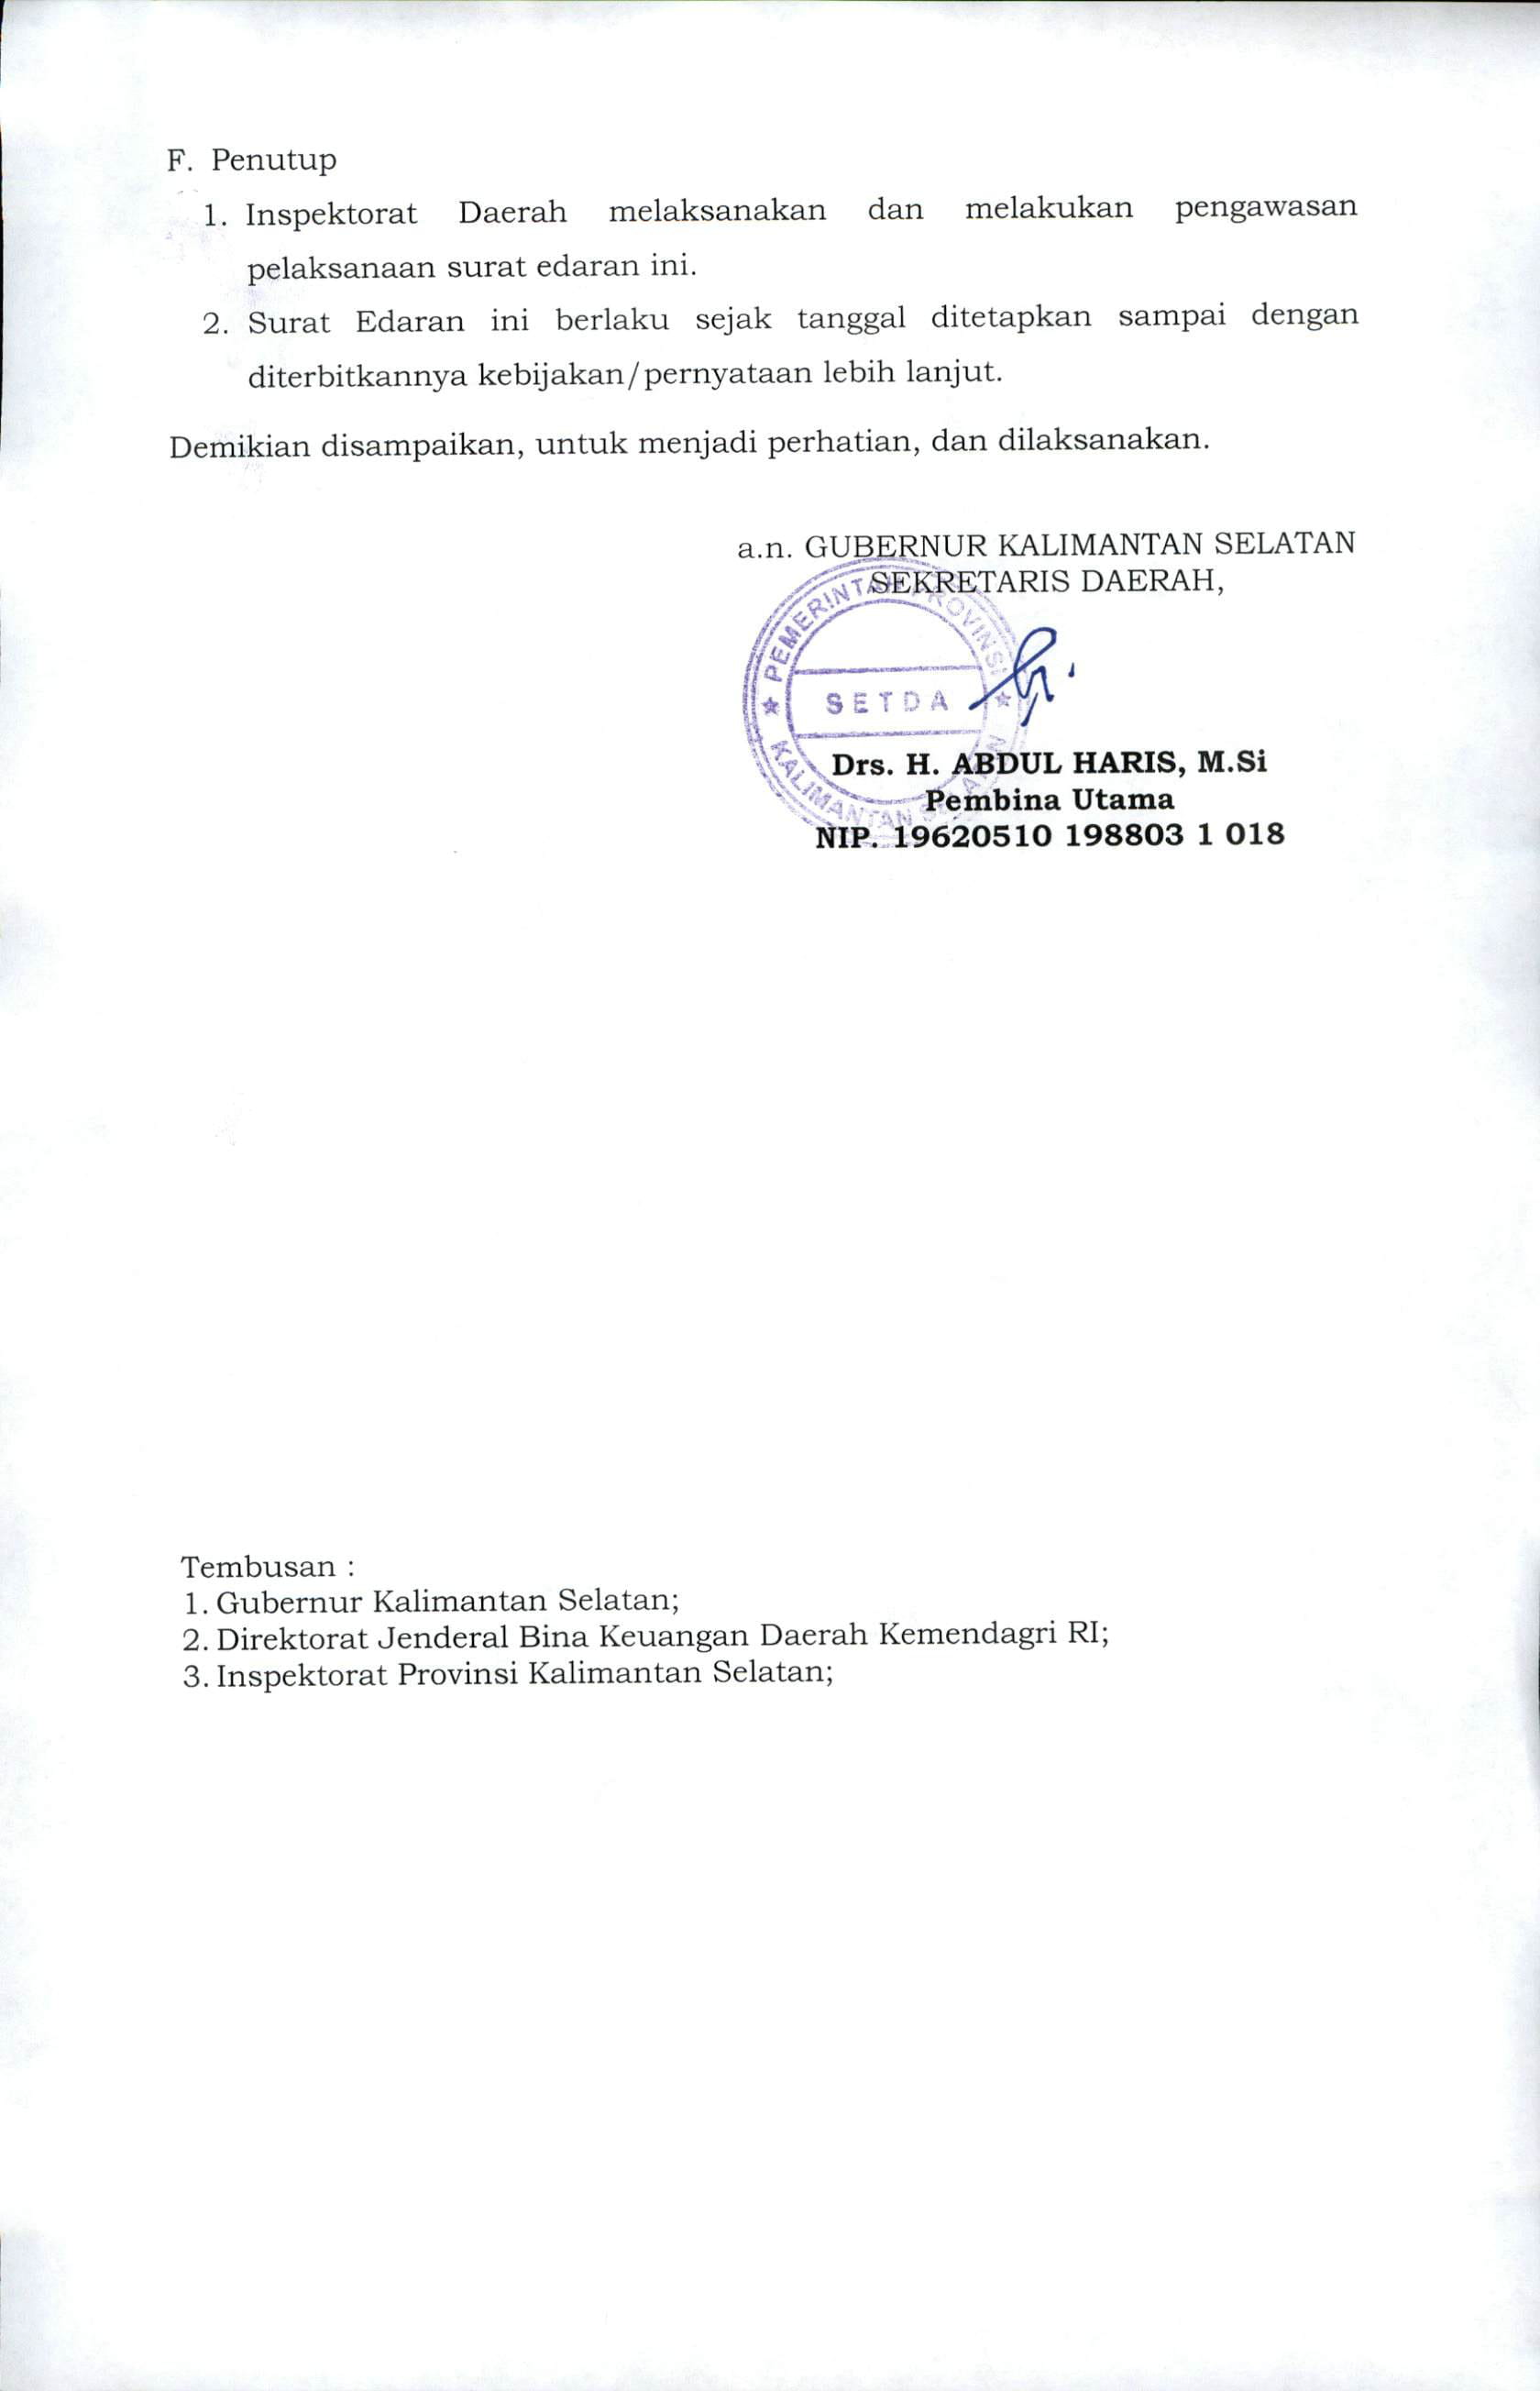 F. Penutup
1. Inspektorat Daerah melaksanakan dan melakukan pengawasan
pelaksanaan surat edaran ini.
2. Surat Edaran ini berlaku sejak tanggal ditetapkan sampai dengan
diterbitkannya kebijakan/pernyataan lebih lanjut.
Demikian disampaikan, untuk menjadi perhatian, dan dilaksanakan.
a.n. GUBERNUR KALIMANTAN SELATAN
SEKRETARIS DAERAH,
PEMERINTAH PROVINSI
SETDA
KALIMANTAN SELATAN
Drs. H. ABDUL HARIS, M.Si
Pembina Utama
NIP. 19620510 198803 1 018
Tembusan :
1. Gubernur Kalimantan Selatan;
2. Direktorat Jenderal Bina Keuangan Daerah Kemendagri RI;
3. Inspektorat Provinsi Kalimantan Selatan;